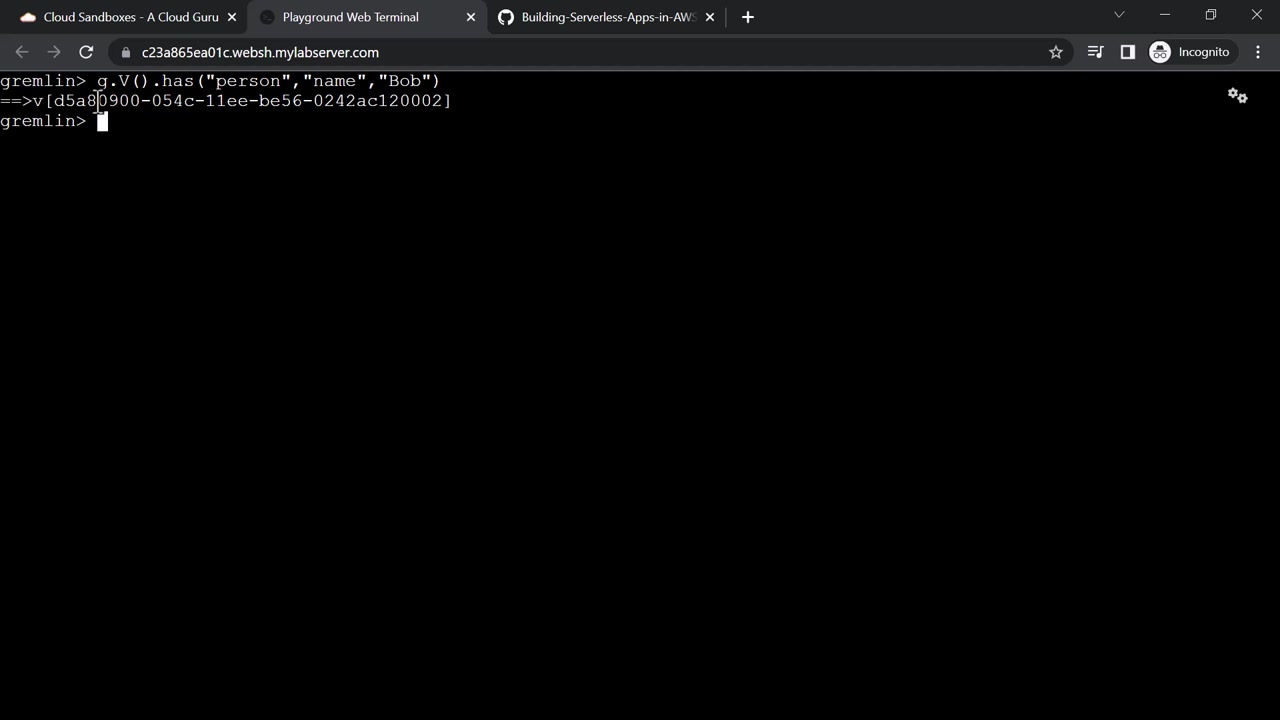 Cloud Sandboxes - A Cloud Guru
Playground Web Terminal
Building-Serverless-Apps-in-AWS
c23a865ea01c.websh.mylabserver.com
Incognito
gremlin> g.V().has("person","name","Bob")
==>v[d5a80900-054c-11ee-be56-0242ac120002]
gremlin>